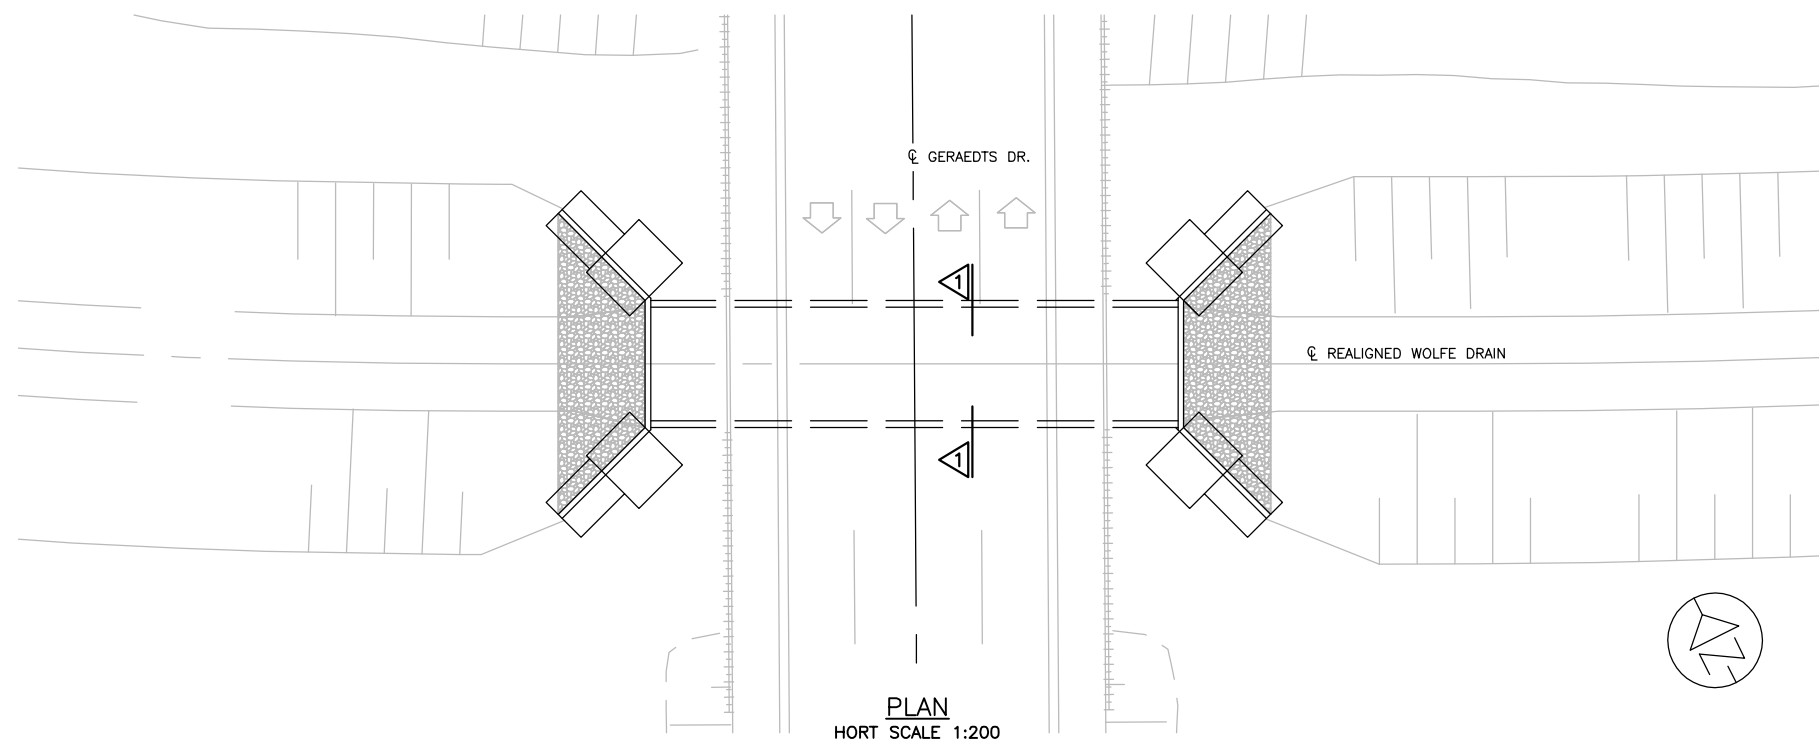 ℄ GERAEDTS DR.
1
℄ REALIGNED WOLFE DRAIN
1
PLAN
HORT SCALE 1:200